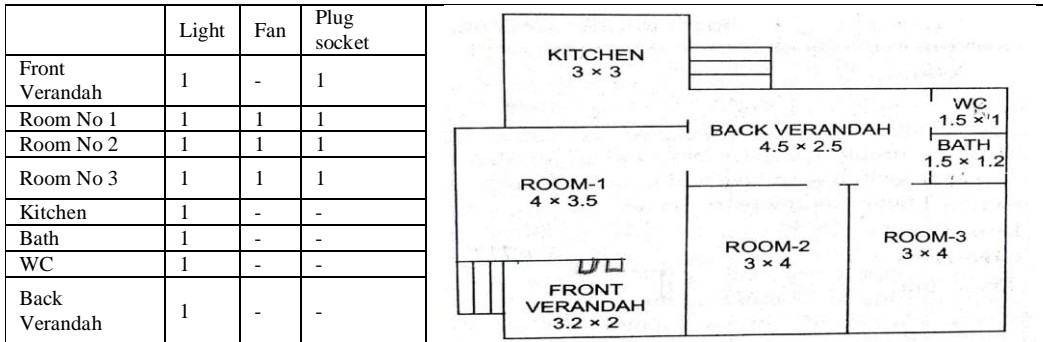 Light Fan Plug
socket
Front
Verandah 1 - 1
Room No 1 1 1 1
Room No 2 1 1 1
Room No 3 1 1 1
Kitchen 1 - -
Bath 1 - -
WC 1 - -
Back
Verandah 1 - -
KITCHEN
3 × 3
WC
1.5 × 1
BACK VERANDAH
4.5 × 2.5
BATH
1.5 × 1.2
ROOM-1
4 × 3.5
ROOM-2
3 × 4
ROOM-3
3 × 4
FRONT
VERANDAH
3.2 × 2